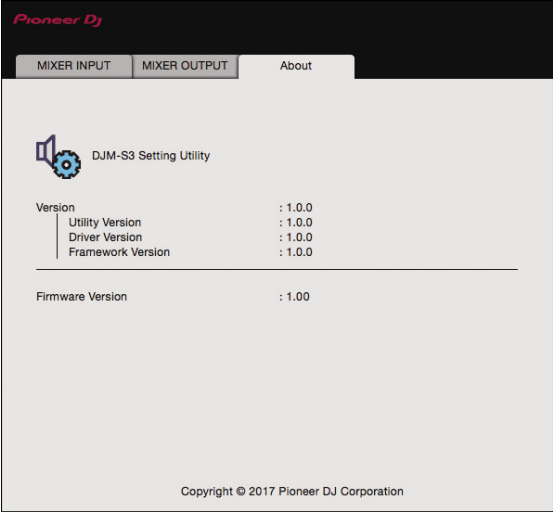 Pioneer Dj
MIXER INPUT MIXER OUTPUT About
DJM-S3 Setting Utility
Version : 1.0.0
Utility Version : 1.0.0
Driver Version : 1.0.0
Framework Version : 1.0.0
Firmware Version : 1.00
Copyright © 2017 Pioneer DJ Corporation